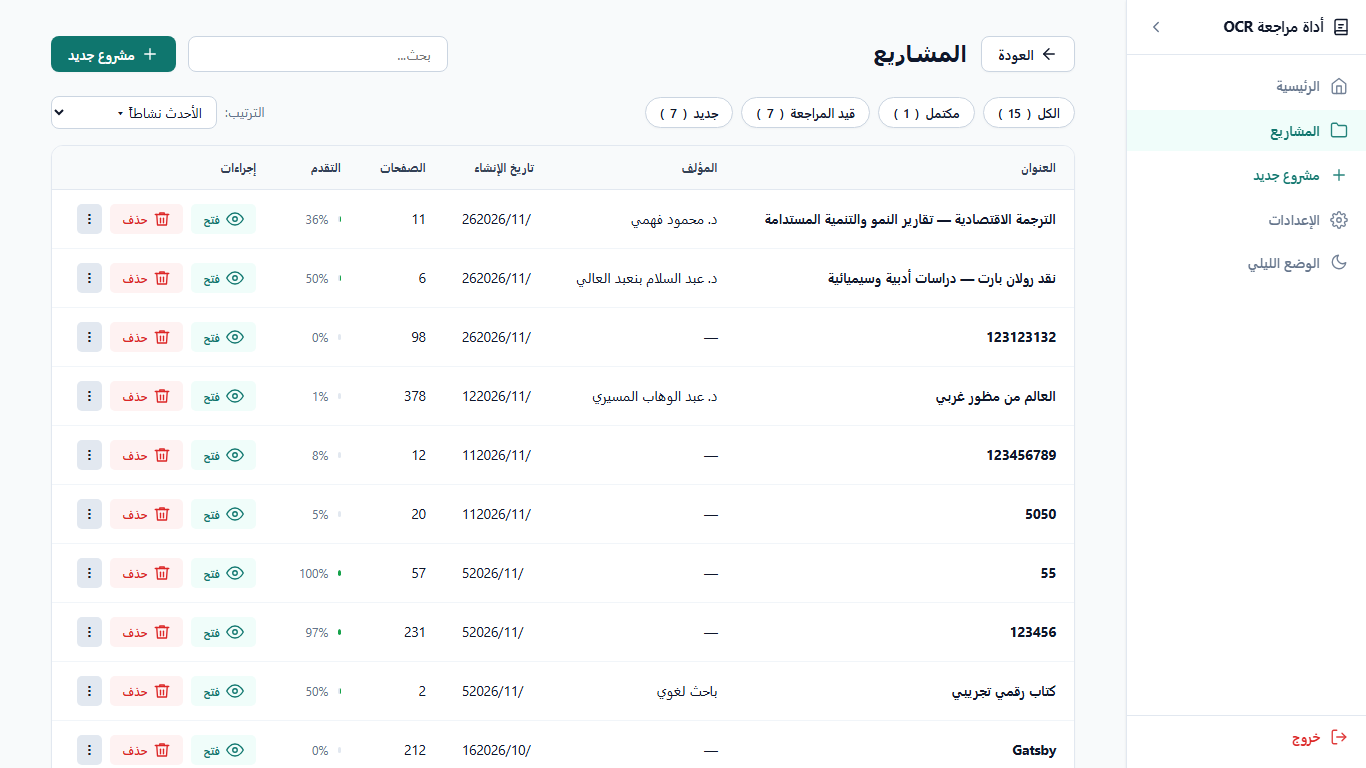 أداة مراجعة OCR
الرئيسية
المشاريع
مشروع جديد
الإعدادات
الوضع الليلي
خروج
العودة
المشاريع
بحث...
مشروع جديد
الكل ( 15 )
مكتمل ( 1 )
قيد المراجعة ( 7 )
جديد ( 7 )
الترتيب:
الأحدث نشاطاً
العنوان المؤلف تاريخ الإنشاء الصفحات التقدم إجراءات
الترجمة الاقتصادية — تقارير النمو والتنمية المستدامة د. محمود فهمي 262026/11/ 11 36% فتح حذف
نقد رولان بارت — دراسات أدبية وسيميائية د. عبد السلام بنعبد العالي 262026/11/ 6 50% فتح حذف
123123132 — 262026/11/ 98 0% فتح حذف
العالم من مظور غربي د. عبد الوهاب المسيري 122026/11/ 378 1% فتح حذف
123456789 — 112026/11/ 12 8% فتح حذف
5050 — 112026/11/ 20 5% فتح حذف
55 — 52026/11/ 57 100% فتح حذف
123456 — 52026/11/ 231 97% فتح حذف
كتاب رقمي تجريبي باحث لغوي 52026/11/ 2 50% فتح حذف
Gatsby — 162026/10/ 212 0% فتح حذف